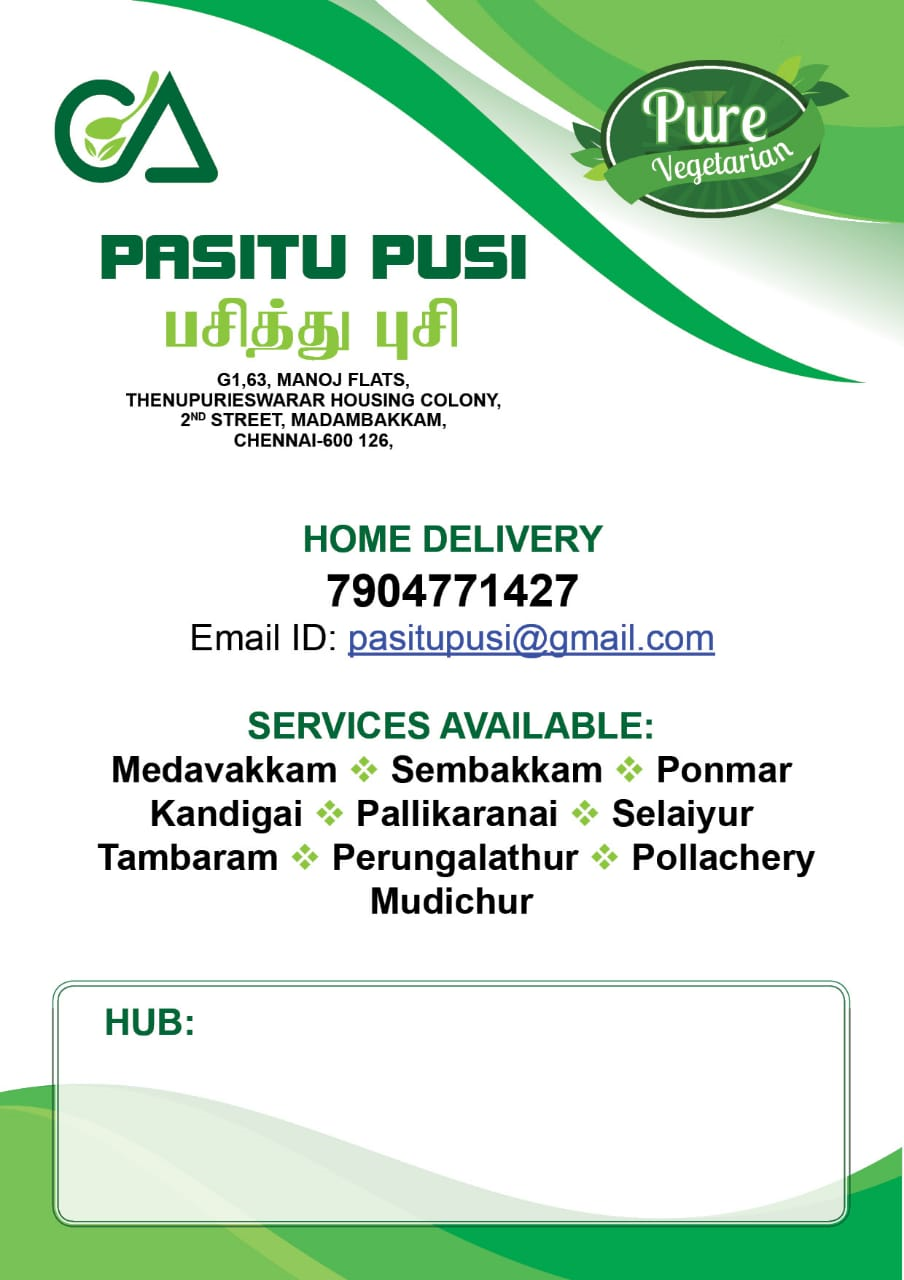 Pure
Vegetarian
PASITU PUSI
பசித்து புசி
G1,63, MANOJ FLATS,
THENUPURIESWARAR HOUSING COLONY,
2ND STREET, MADAMBAKKAM,
CHENNAI-600 126,
HOME DELIVERY
7904771427
Email ID: pasitupusi@gmail.com
SERVICES AVAILABLE:
Medavakkam ❖ Sembakkam ❖ Ponmar
Kandigai ❖ Pallikaranai ❖ Selaiyur
Tambaram ❖ Perungalathur ❖ Pollachery
Mudichur
HUB: